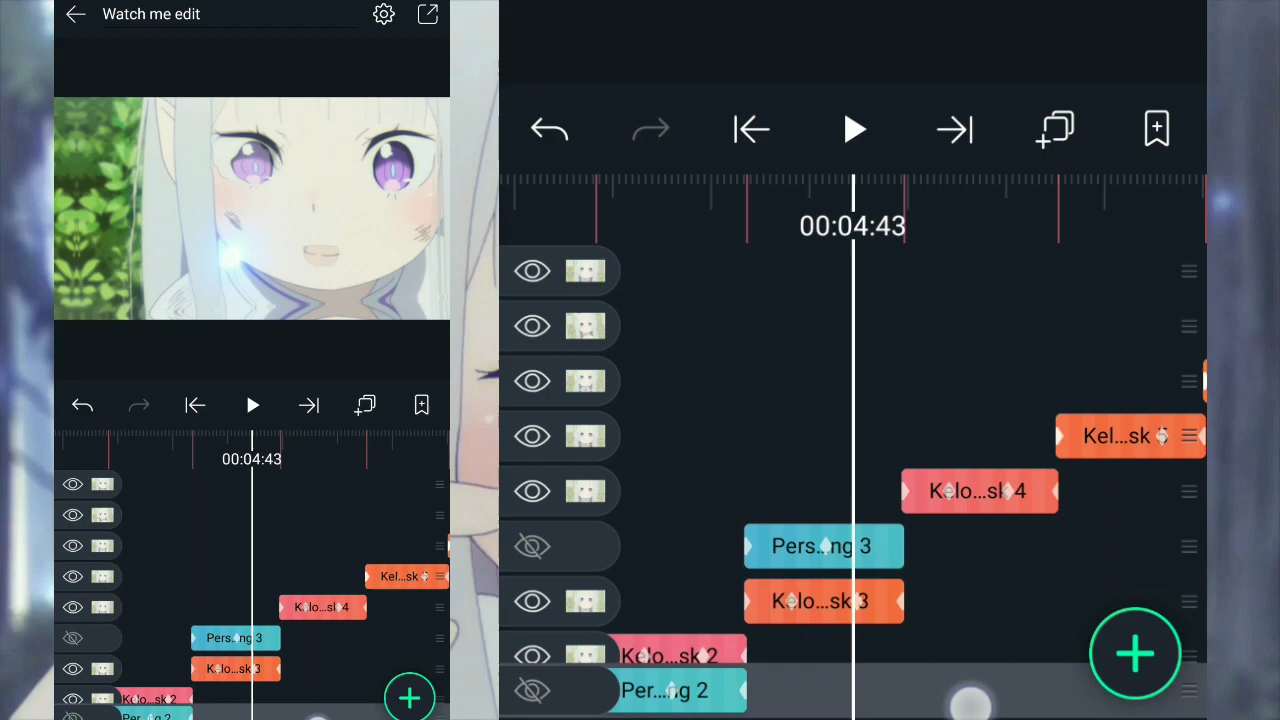 Watch me edit
00:04:43
Kel...sk 5
Kelo...sk 4
Pers...ng 3
Kelo...sk 3
Kelo...sk 2
Per...ng 2
00:04:43
Kel...sk 5
Kelo...sk 4
Pers...ng 3
Kelo...sk 3
Kelo...sk 2
Per...ng 2